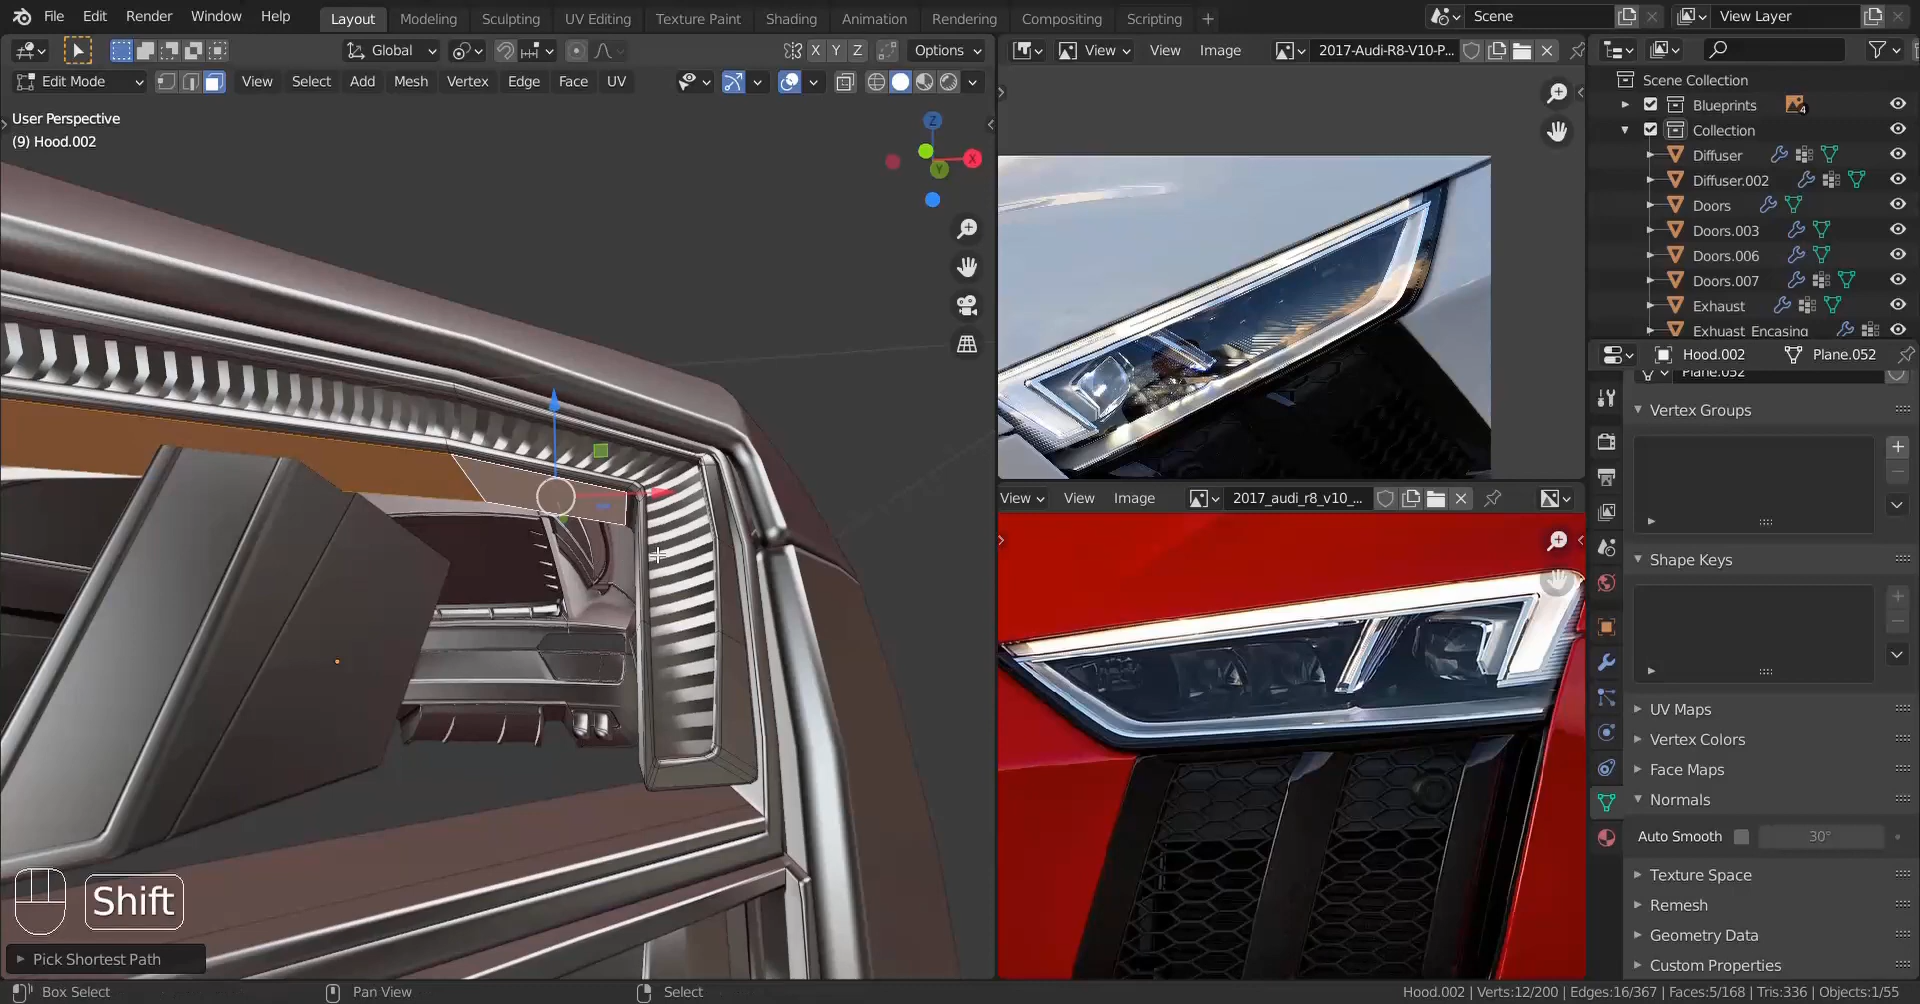 File Edit Render Window Help Layout Modeling Sculpting UV Editing Texture Paint Shading Animation Rendering Compositing Scripting + Scene View Layer
Global X Y Z Options View View Image 2017-Audi-R8-V10-P...
Edit Mode View Select Add Mesh Vertex Edge Face UV
User Perspective
(9) Hood.002
Z
X
Y
Scene Collection
Blueprints 4
Collection
Diffuser
Diffuser.002
Doors
Doors.003
Doors.006
Doors.007
Exhaust
Exhuast Encasing
Hood.002 Plane.052
Plane.052
Vertex Groups
View View Image 2017_audi_r8_v10_...
Shape Keys
UV Maps
Vertex Colors
Face Maps
Normals
Auto Smooth 30°
Texture Space
Remesh
Geometry Data
Custom Properties
Shift
Pick Shortest Path
Box Select Pan View Select Hood.002 | Verts:12/200 | Edges:16/367 | Faces:5/168 | Tris:336 | Objects:1/55